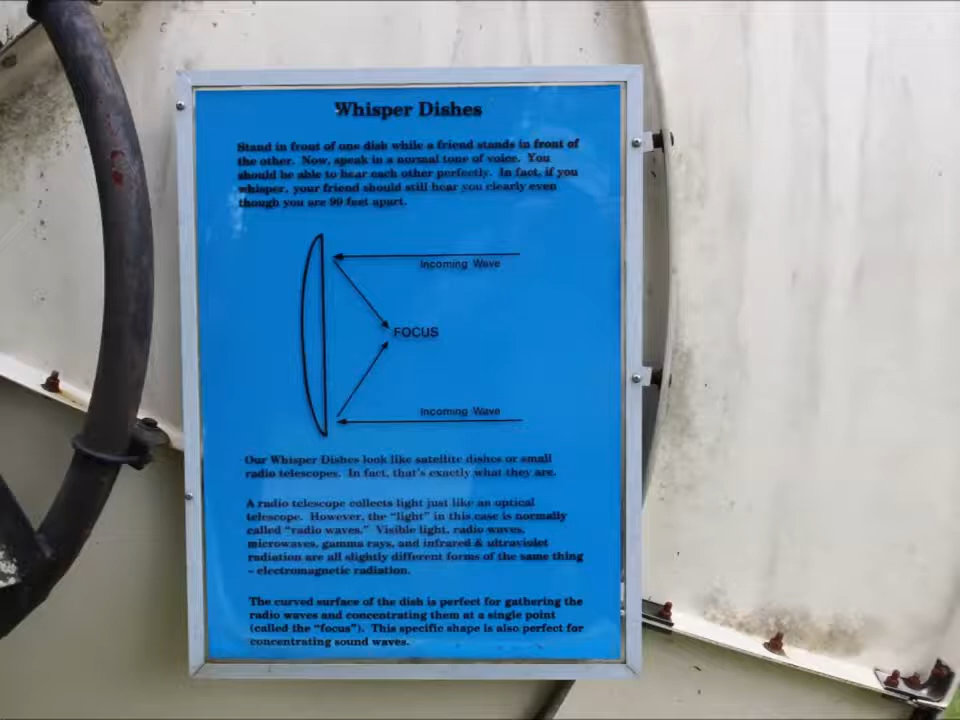 Whisper Dishes
Stand in front of one dish while a friend stands in front of
the other. Now, speak in a normal tone of voice. You
should be able to hear each other perfectly. In fact, if you
whisper, your friend should still hear you clearly even
though you are 99 feet apart.
Incoming Wave
FOCUS
Incoming Wave
Our Whisper Dishes look like satellite dishes or small
radio telescopes. In fact, that's exactly what they are.
A radio telescope collects light just like an optical
telescope. However, the "light" in this case is normally
called "radio waves." Visible light, radio waves,
microwaves, gamma rays, and infrared & ultraviolet
radiation are all slightly different forms of the same thing
- electromagnetic radiation.
The curved surface of the dish is perfect for gathering the
radio waves and concentrating them at a single point
(called the "focus"). This specific shape is also perfect for
concentrating sound waves.